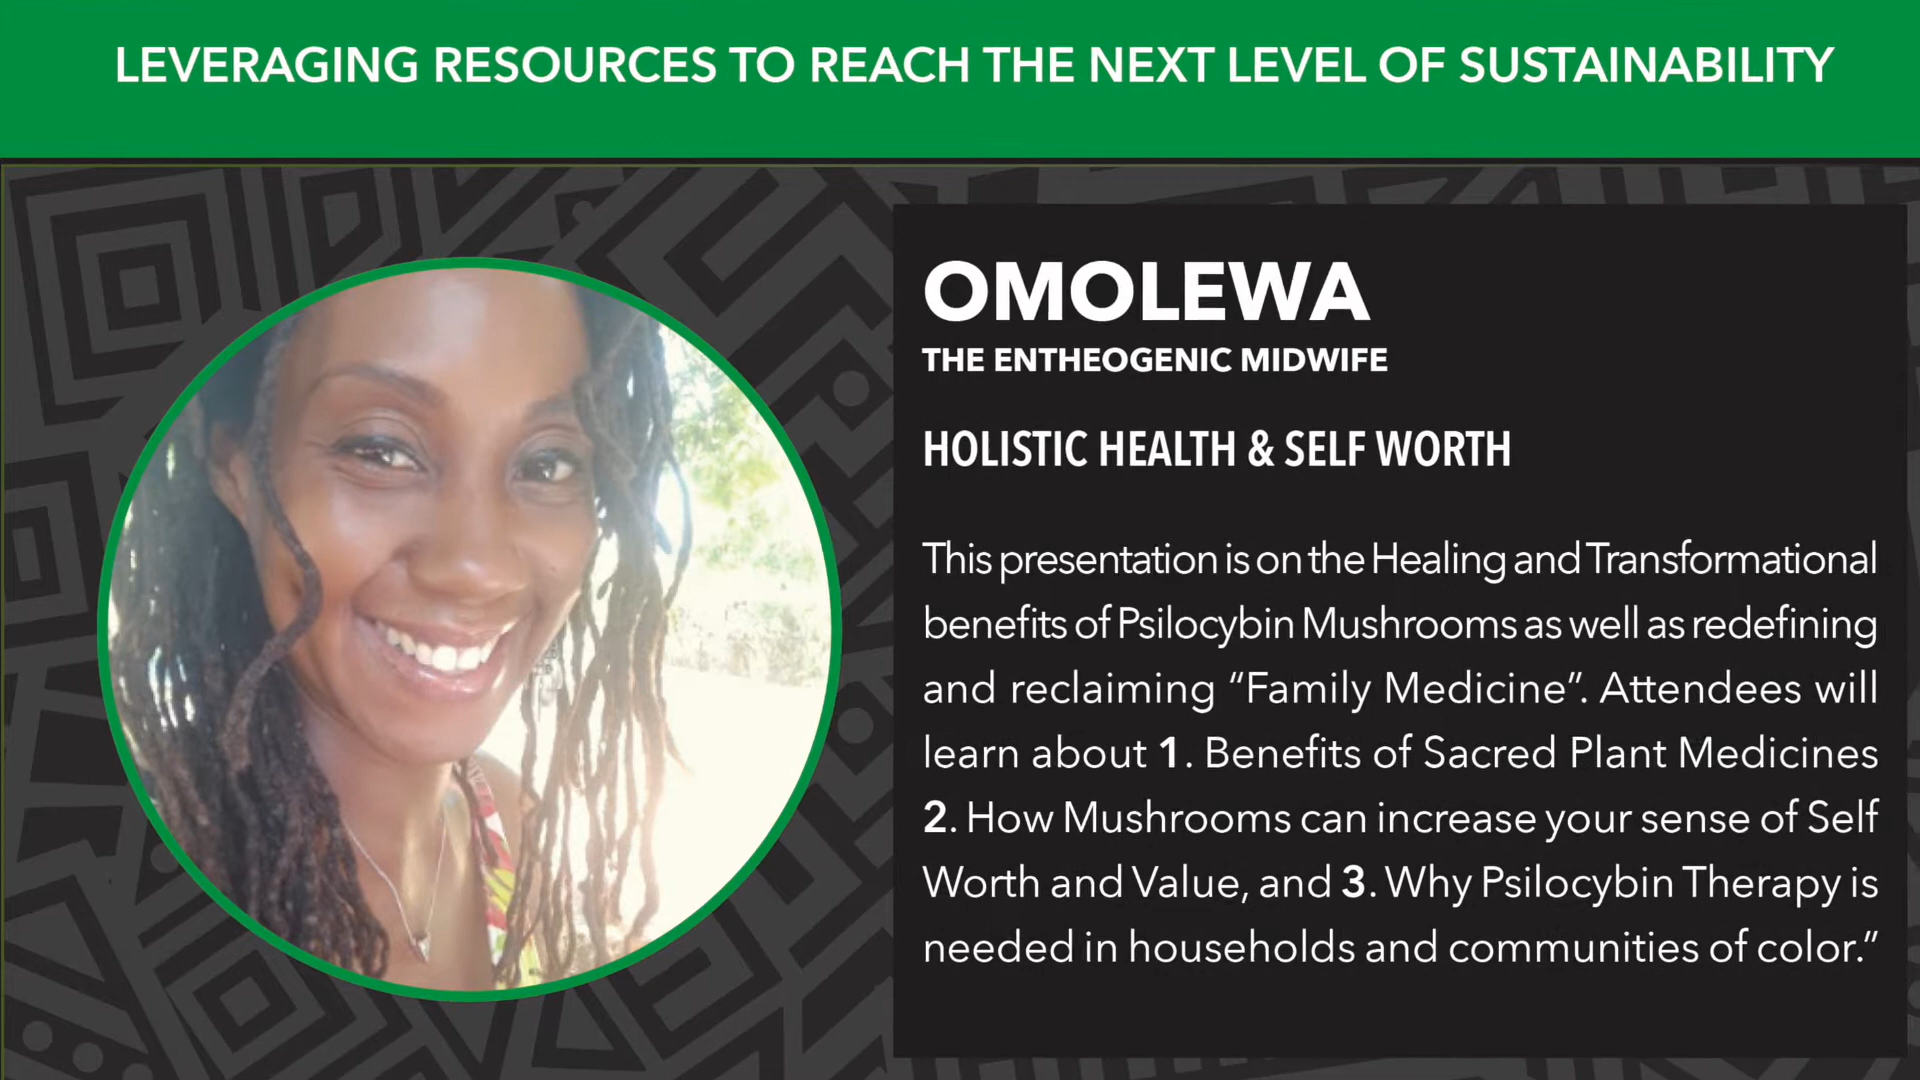 LEVERAGING RESOURCES TO REACH THE NEXT LEVEL OF SUSTAINABILITY
OMOLEWA
THE ENTHEOGENIC MIDWIFE
HOLISTIC HEALTH & SELF WORTH
This presentation is on the Healing and Transformational
benefits of Psilocybin Mushrooms as well as redefining
and reclaiming “Family Medicine”. Attendees will
learn about 1. Benefits of Sacred Plant Medicines
2. How Mushrooms can increase your sense of Self
Worth and Value, and 3. Why Psilocybin Therapy is
needed in households and communities of color.”